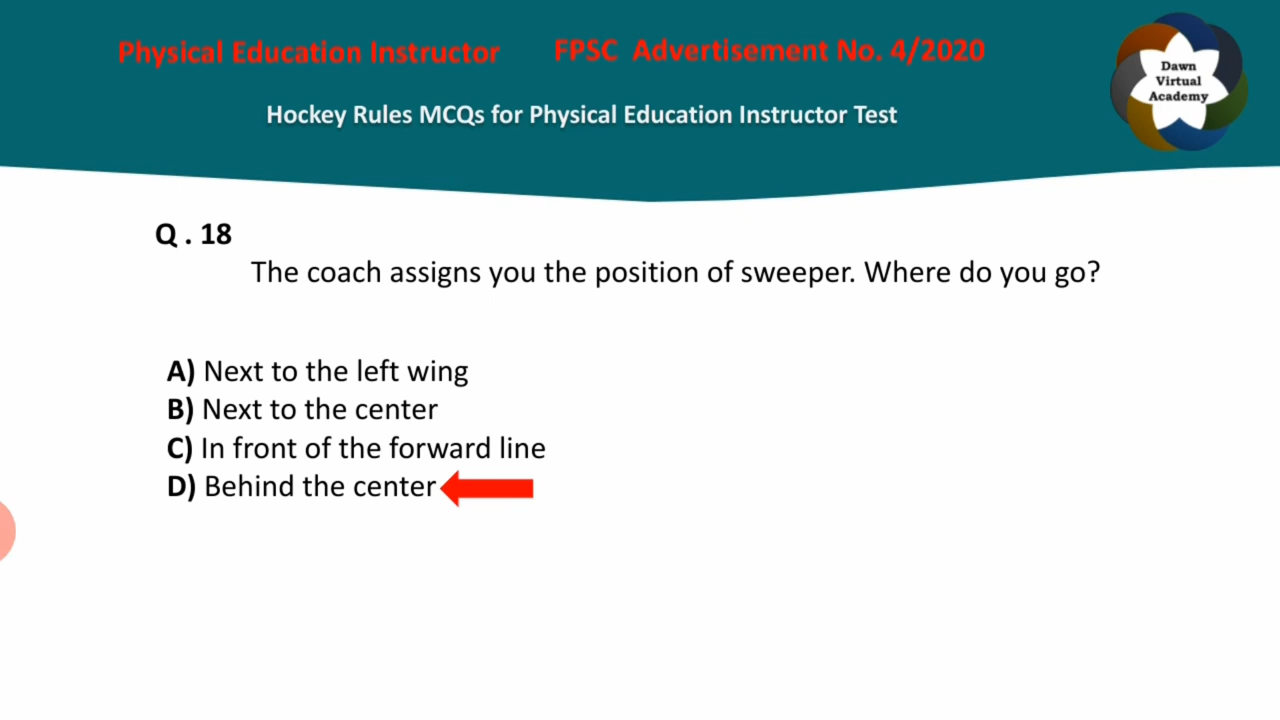 Physical Education Instructor FPSC Advertisement No. 4/2020
Hockey Rules MCQs for Physical Education Instructor Test
Dawn
Virtual
Academy
Q . 18
The coach assigns you the position of sweeper. Where do you go?
A) Next to the left wing
B) Next to the center
C) In front of the forward line
D) Behind the center